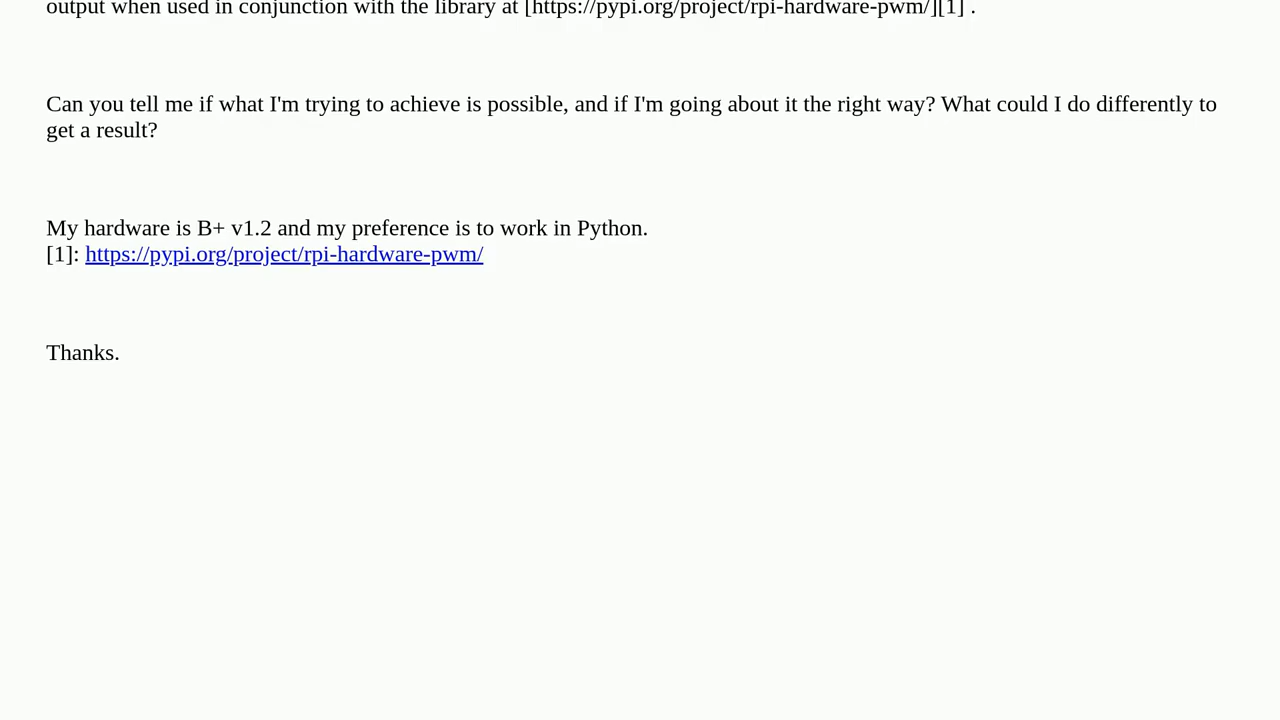 output when used in conjunction with the library at [https://pypi.org/project/rpi-hardware-pwm/][1] .
Can you tell me if what I'm trying to achieve is possible, and if I'm going about it the right way? What could I do differently to
get a result?
My hardware is B+ v1.2 and my preference is to work in Python.
[1]: https://pypi.org/project/rpi-hardware-pwm/
Thanks.